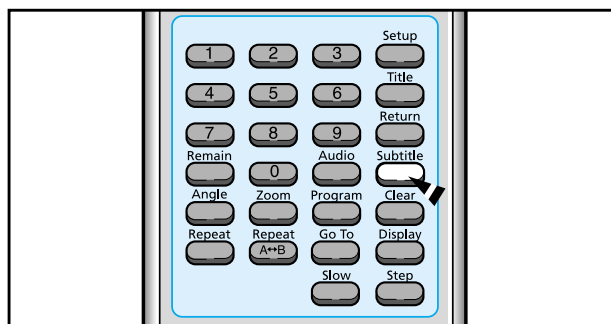 Setup
1 2 3
Title
4 5 6
Return
7 8 9
Remain Audio Subtitle
0
Angle Zoom Program Clear
Repeat Repeat Go To Display
A↔B
Slow Step